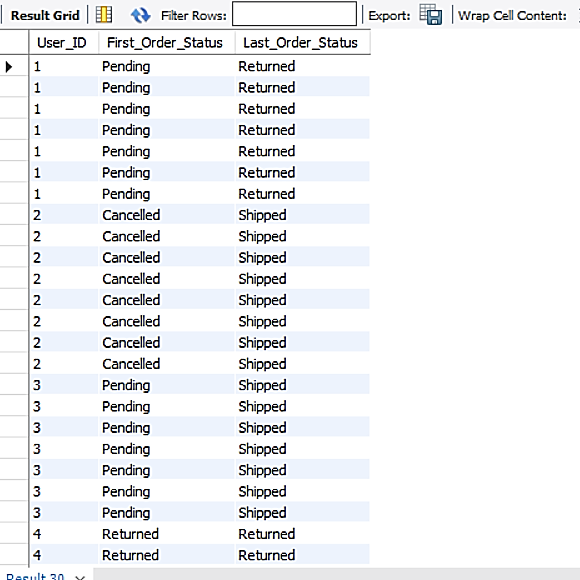 Result Grid Filter Rows: Export: Wrap Cell Content:
User_ID First_Order_Status Last_Order_Status
1 Pending Returned
1 Pending Returned
1 Pending Returned
1 Pending Returned
1 Pending Returned
1 Pending Returned
1 Pending Returned
2 Cancelled Shipped
2 Cancelled Shipped
2 Cancelled Shipped
2 Cancelled Shipped
2 Cancelled Shipped
2 Cancelled Shipped
2 Cancelled Shipped
2 Cancelled Shipped
3 Pending Shipped
3 Pending Shipped
3 Pending Shipped
3 Pending Shipped
3 Pending Shipped
3 Pending Shipped
3 Pending Shipped
4 Returned Returned
4 Returned Returned
Result 30